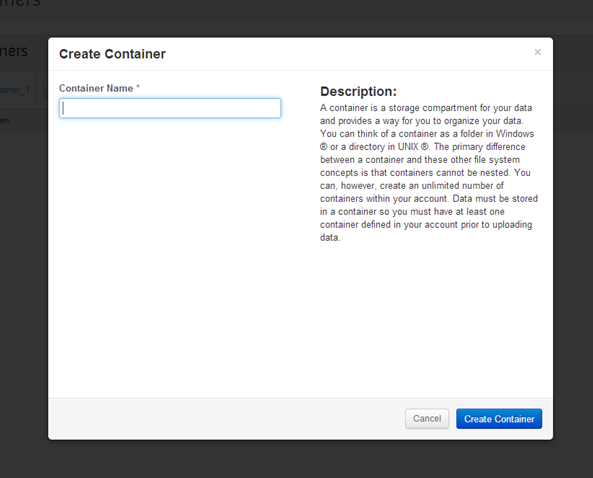 Create Container
×
Container Name *
Description:
A container is a storage compartment for your data
and provides a way for you to organize your data.
You can think of a container as a folder in Windows
® or a directory in UNIX ®. The primary difference
between a container and these other file system
concepts is that containers cannot be nested. You
can, however, create an unlimited number of
containers within your account. Data must be stored
in a container so you must have at least one
container defined in your account prior to uploading
data.
Cancel
Create Container